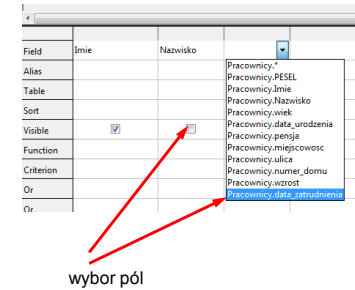 Field Imie Nazwisko
Alias Pracownicy.*
Pracownicy.PESEL
Table Pracownicy.Imie
Pracownicy.Nazwisko
Sort Pracownicy.wiek
Visible Pracownicy.data_urodzenia
Pracownicy.pensja
Function Pracownicy.miejscowosc
Pracownicy.ulica
Criterion Pracownicy.numer_domu
Or Pracownicy.wzrost
Pracownicy.data_zatrudnienia
Or
wybor pól